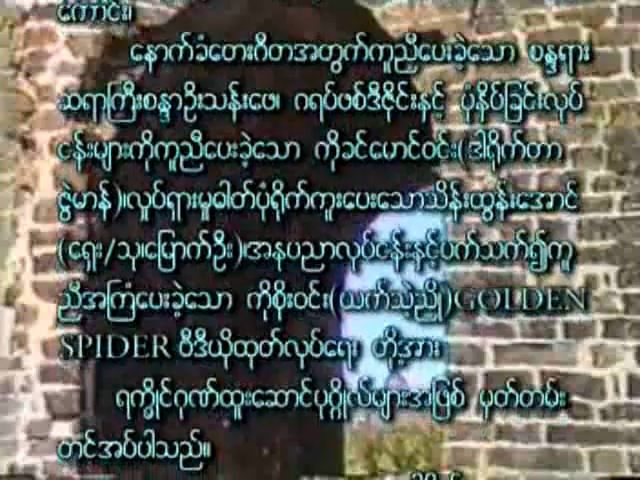 ကောင်း၊
နောက်ခံတေးဂီတအတွက်ကူညီပေးခဲ့သော စန္ဒရား
ဆရာကြီးစန္ဒာဦးသန်းဖေ၊ ဂရပ်ဖစ်ဒီဇိုင်းနှင့် ပုံနှိပ်ခြင်းလုပ်
ငန်းများကိုကူညီပေးခဲ့သော ကိုခင်မောင်ဝင်း(ဒါရိုက်တာ
ငွဲမာန်)၊လှုပ်ရှားမှုဓါတ်ပုံရိုက်ကူးပေးသောသိန်းထွန်းအောင်
(ရှေး/သု၊မြောက်ဦး)၊အနုပညာလုပ်ငန်းနှင့်ပက်သက်၍ကူ
ညီအကြံပေးခဲ့သော ကိုစိုးဝင်း(ယက်သဲညို)GOLDEN
SPIDER ဗီဒီယိုထုတ်လုပ်ရေး တို့အား
ရက္ခိုင်ဂုဏ်ထူးဆောင်ပုဂ္ဂိုလ်များအဖြစ် မှတ်တမ်း
တင်အပ်ပါသည်။